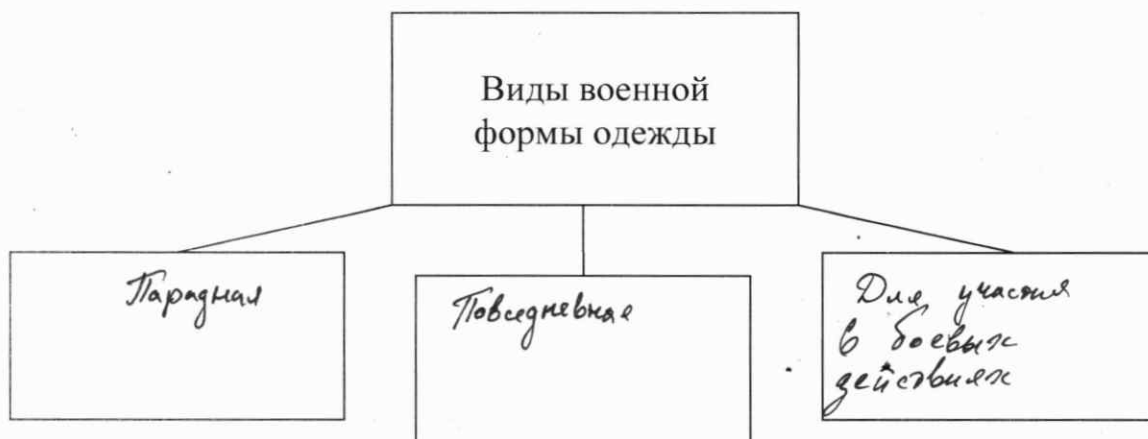 Виды военной
формы одежды
Парадная
Повседневная
Для участия
в боевых
действиях